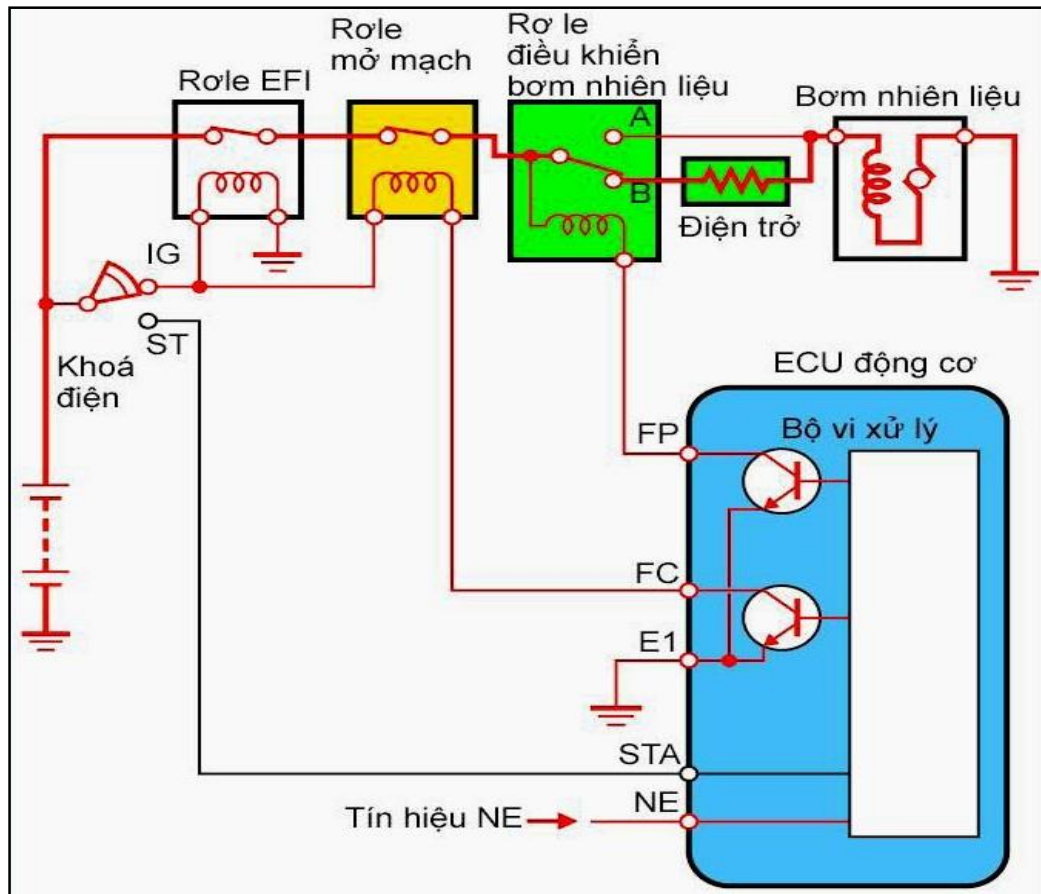 Rơle
mở mạch
Rơ le
điều khiển
bơm nhiên liệu
Rơle EFI
Bơm nhiên liệu
A
B
Điện trở
IG
ST
Khoá
điện
ECU động cơ
Bộ vi xử lý
FP
FC
E1
STA
NE
Tín hiệu NE